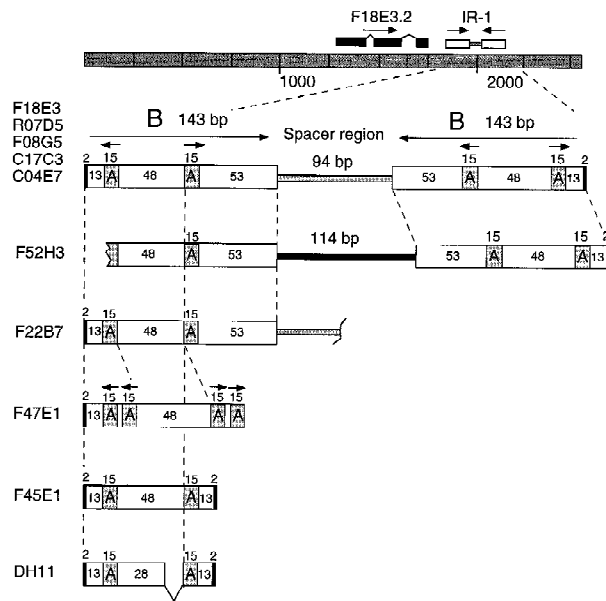 F18E3.2 IR-1
1000 2000
F18E3
R07D5
F08G5
C17C3
C04E7
B 143 bp Spacer region B 143 bp
2 15 15 94 bp 15 15 2
13 A 48 A 53 53 A 48 A 13
F52H3
15 114 bp 15 15 2
48 A 53 53 A 48 A 13
F22B7
2 15 15
13 A 48 A 53
F47E1
2 15 15 15 15
13 A A 48 A A
F45E1
2 15 15 2
13 A 48 A 13
DH11
2 15 15 2
13 A 28 A 13